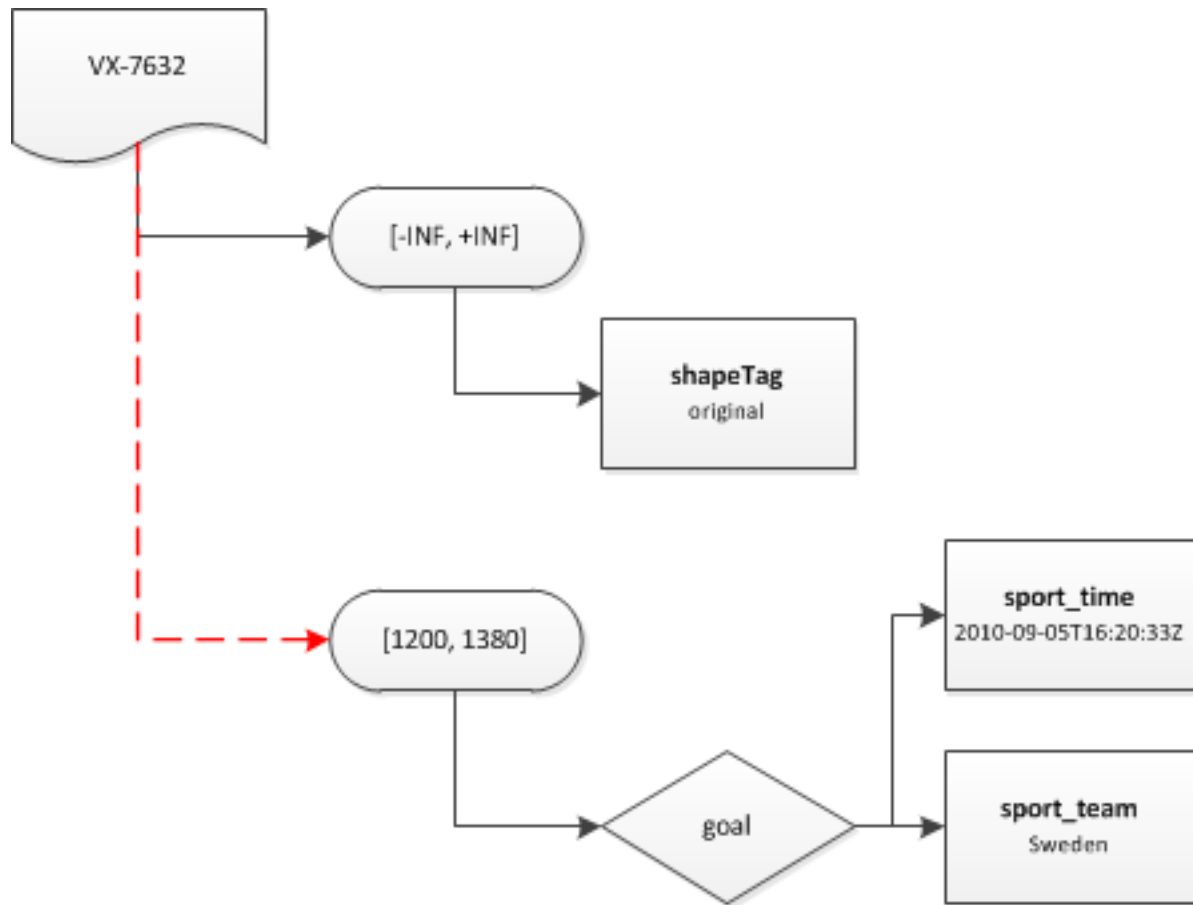 VX-7632
[-INF, +INF]
shapeTag
original
[1200, 1380]
sport_time
2010-09-05T16:20:33Z
goal
sport_team
Sweden